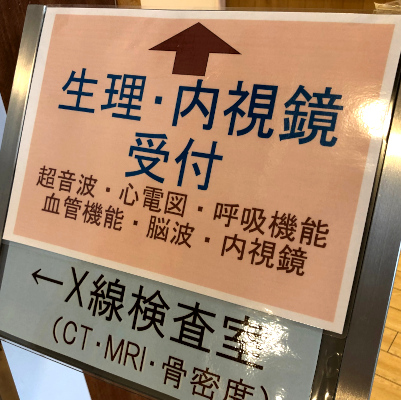 生理・内視鏡
受付
超音波・心電図・呼吸機能
血管機能・脳波・内視鏡
←X線検査室
(CT・MRI・骨密度)